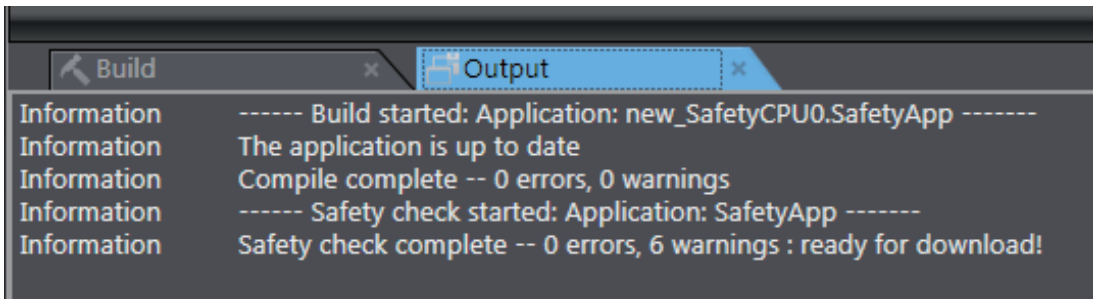 Build × Output ×
Information ------ Build started: Application: new_SafetyCPU0.SafetyApp -------
Information The application is up to date
Information Compile complete -- 0 errors, 0 warnings
Information ------ Safety check started: Application: SafetyApp -------
Information Safety check complete -- 0 errors, 6 warnings : ready for download!